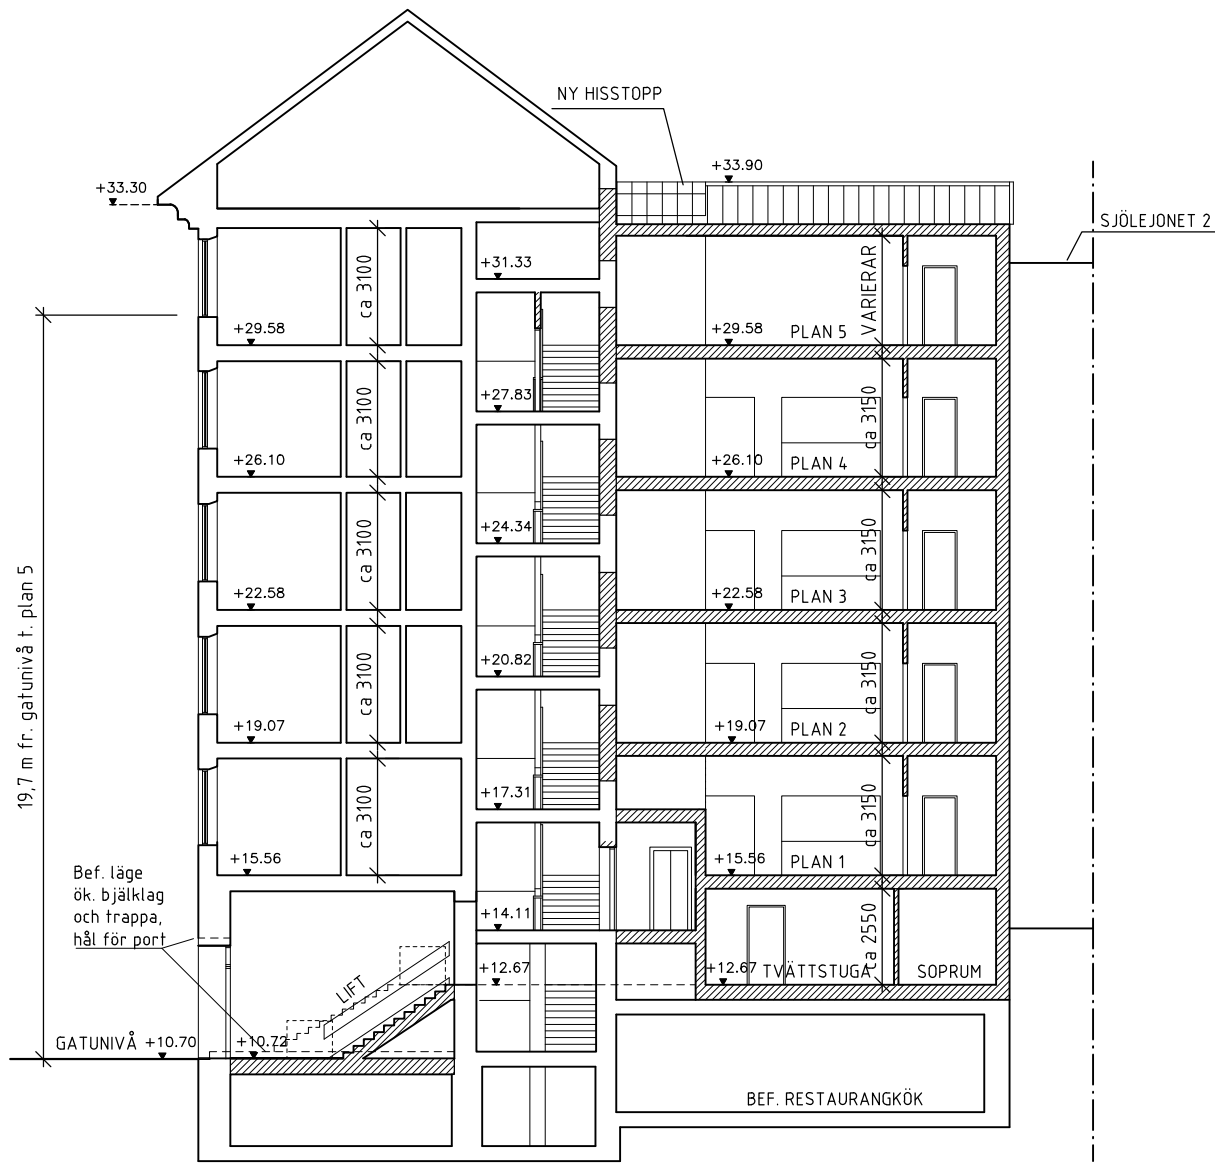 NY HISSTOPP
+33.90
+33.30
SJÖLEJONET 2
+31.33
ca 3100
VARIERAR
+29.58
+29.58
PLAN 5
+27.83
ca 3100
ca 3150
+26.10
+26.10
PLAN 4
+24.34
ca 3100
ca 3150
19,7 m fr. gatunivå t. plan 5
+22.58
+22.58
PLAN 3
+20.82
ca 3100
ca 3150
+19.07
+19.07
PLAN 2
+17.31
ca 3100
ca 3150
+15.56
+15.56
PLAN 1
Bef. läge
ök. bjälklag
och trappa,
hål för port
+14.11
ca 2550
+12.67
+12.67
TVÄTTSTUGA
SOPRUM
LIFT
GATUNIVÅ +10.70
+10.72
BEF. RESTAURANGKÖK